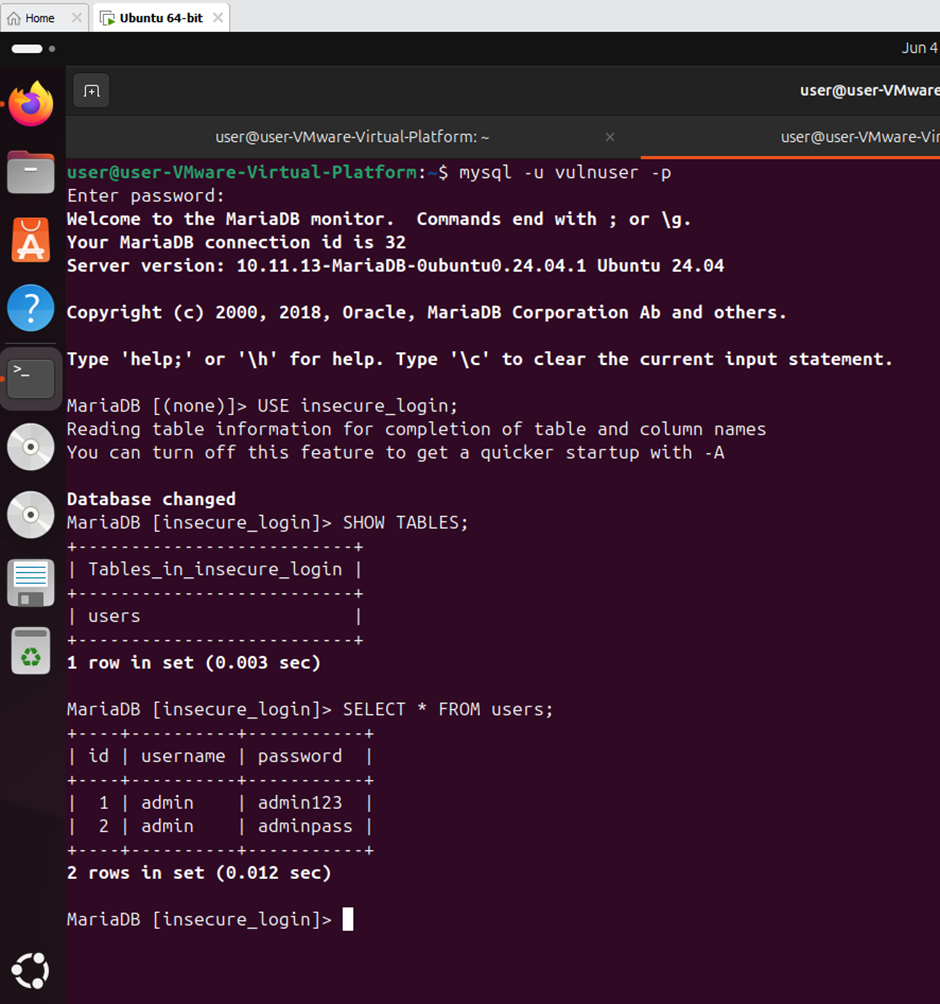 Home
Ubuntu 64-bit
Jun 4
user@user-VMware
user@user-VMware-Virtual-Platform: ~
user@user-VMware-Vir
user@user-VMware-Virtual-Platform:~$ mysql -u vulnuser -p
Enter password:
Welcome to the MariaDB monitor.  Commands end with ; or \g.
Your MariaDB connection id is 32
Server version: 10.11.13-MariaDB-0ubuntu0.24.04.1 Ubuntu 24.04
Copyright (c) 2000, 2018, Oracle, MariaDB Corporation Ab and others.
Type 'help;' or '\h' for help. Type '\c' to clear the current input statement.
MariaDB [(none)]> USE insecure_login;
Reading table information for completion of table and column names
You can turn off this feature to get a quicker startup with -A
Database changed
MariaDB [insecure_login]> SHOW TABLES;
+--------------------------+
| Tables_in_insecure_login |
+--------------------------+
| users                    |
+--------------------------+
1 row in set (0.003 sec)
MariaDB [insecure_login]> SELECT * FROM users;
+----+----------+-----------+
| id | username | password  |
+----+----------+-----------+
|  1 | admin    | admin123  |
|  2 | admin    | adminpass |
+----+----------+-----------+
2 rows in set (0.012 sec)
MariaDB [insecure_login]>